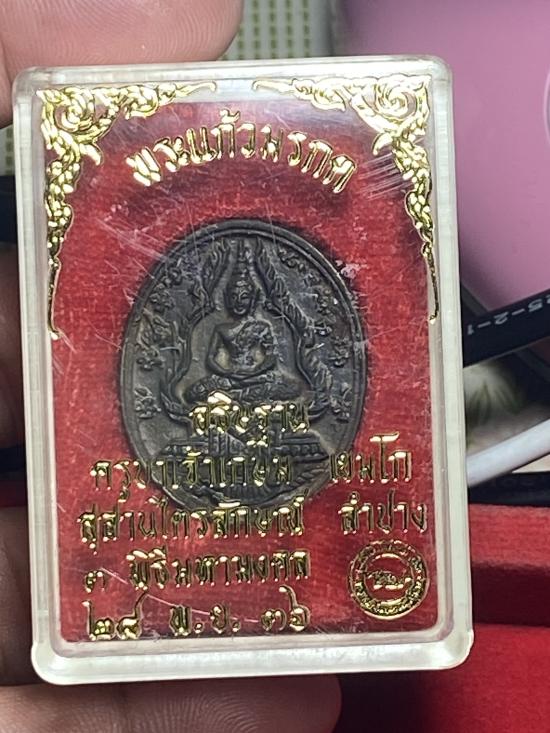 พระแก้วมรกต
อธิษฐาน
ครูบาเจ้าเกษม เขมโก
สุสานไตรลักษณ์ ลำปาง
๓ พิธีมหามงคล
๒๘ พ.ย. ๓๖
5-2-1